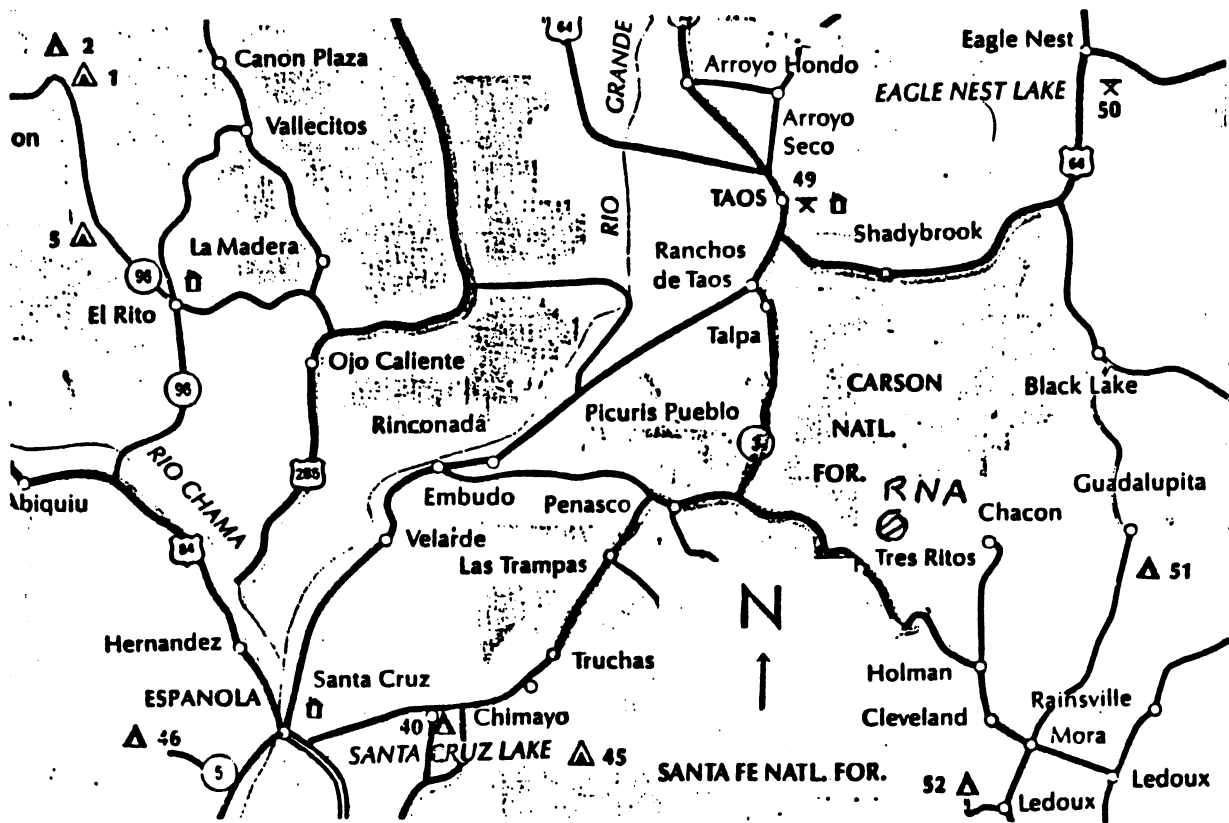 64
Eagle Nest
2
1
Canon Plaza
GRANDE
Arroyo Hondo
EAGLE NEST LAKE
50
Vallecitos
on
Arroyo
Seco
64
49
TAOS
RIO
5
La Madera
Shadybrook
Ranchos
de Taos
96
El Rito
Talpa
Ojo Caliente
96
CARSON
Black Lake
Picuris Pueblo
Rinconada
NATL.
FOR.
RIO CHAMA
285
Embudo
Penasco
RNA
Guadalupita
Abiquiu
Chacon
84
Velarde
Las Trampas
Tres Ritos
51
N
Hernandez
Truchas
Holman
Santa Cruz
ESPANOLA
Rainsville
Cleveland
40
Chimayo
Mora
46
SANTA CRUZ LAKE
45
5
SANTA FE NATL. FOR.
52
Ledoux
Ledoux